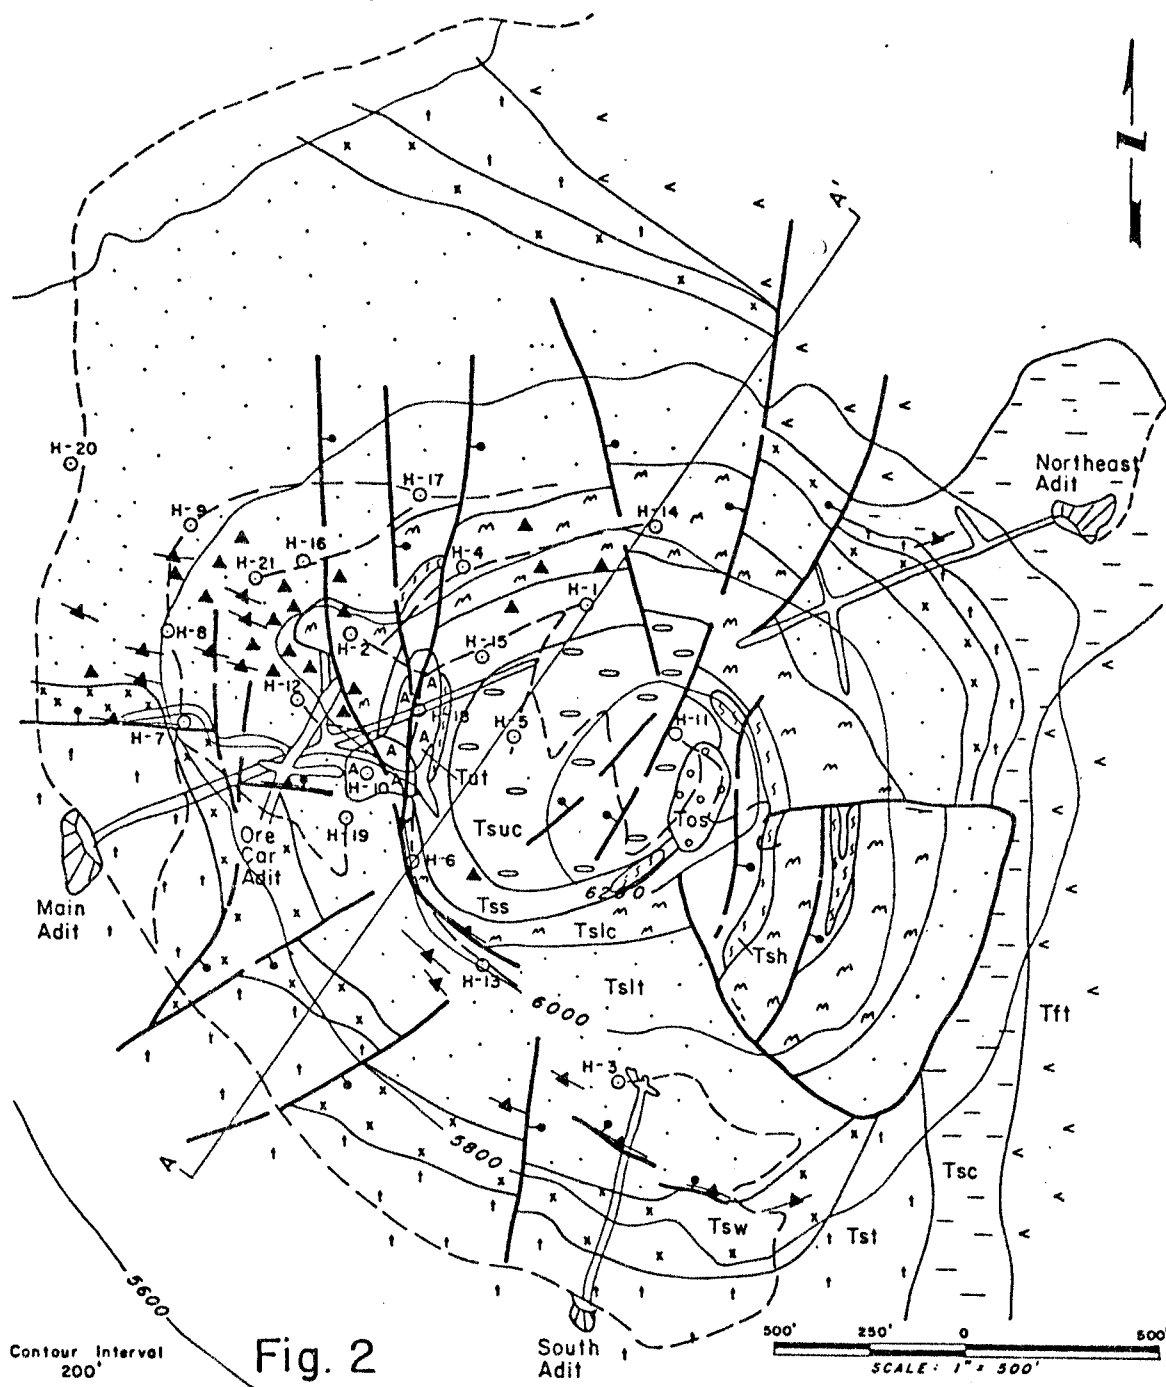 A'
Z
H-20
H-17
H-9
H-14
Northeast
Adit
H-16
H-4
H-21
H-1
H-8
H-2
H-15
H-12
H-18
H-5
H-11
H-7
A
A
A
A
A
H-10
Tut
Tsuc
Tos
Ore
Car
Adit
H-19
H-6
6200
Main
Adit
Tss
Tslc
Tsh
H-13
Tslt
6000
Tft
H-3
5800
A
Tsc
Tsw
Tst
5600
Contour Interval
200'
Fig. 2
South
Adit
500' 250' 0 500'
SCALE: 1" = 500'